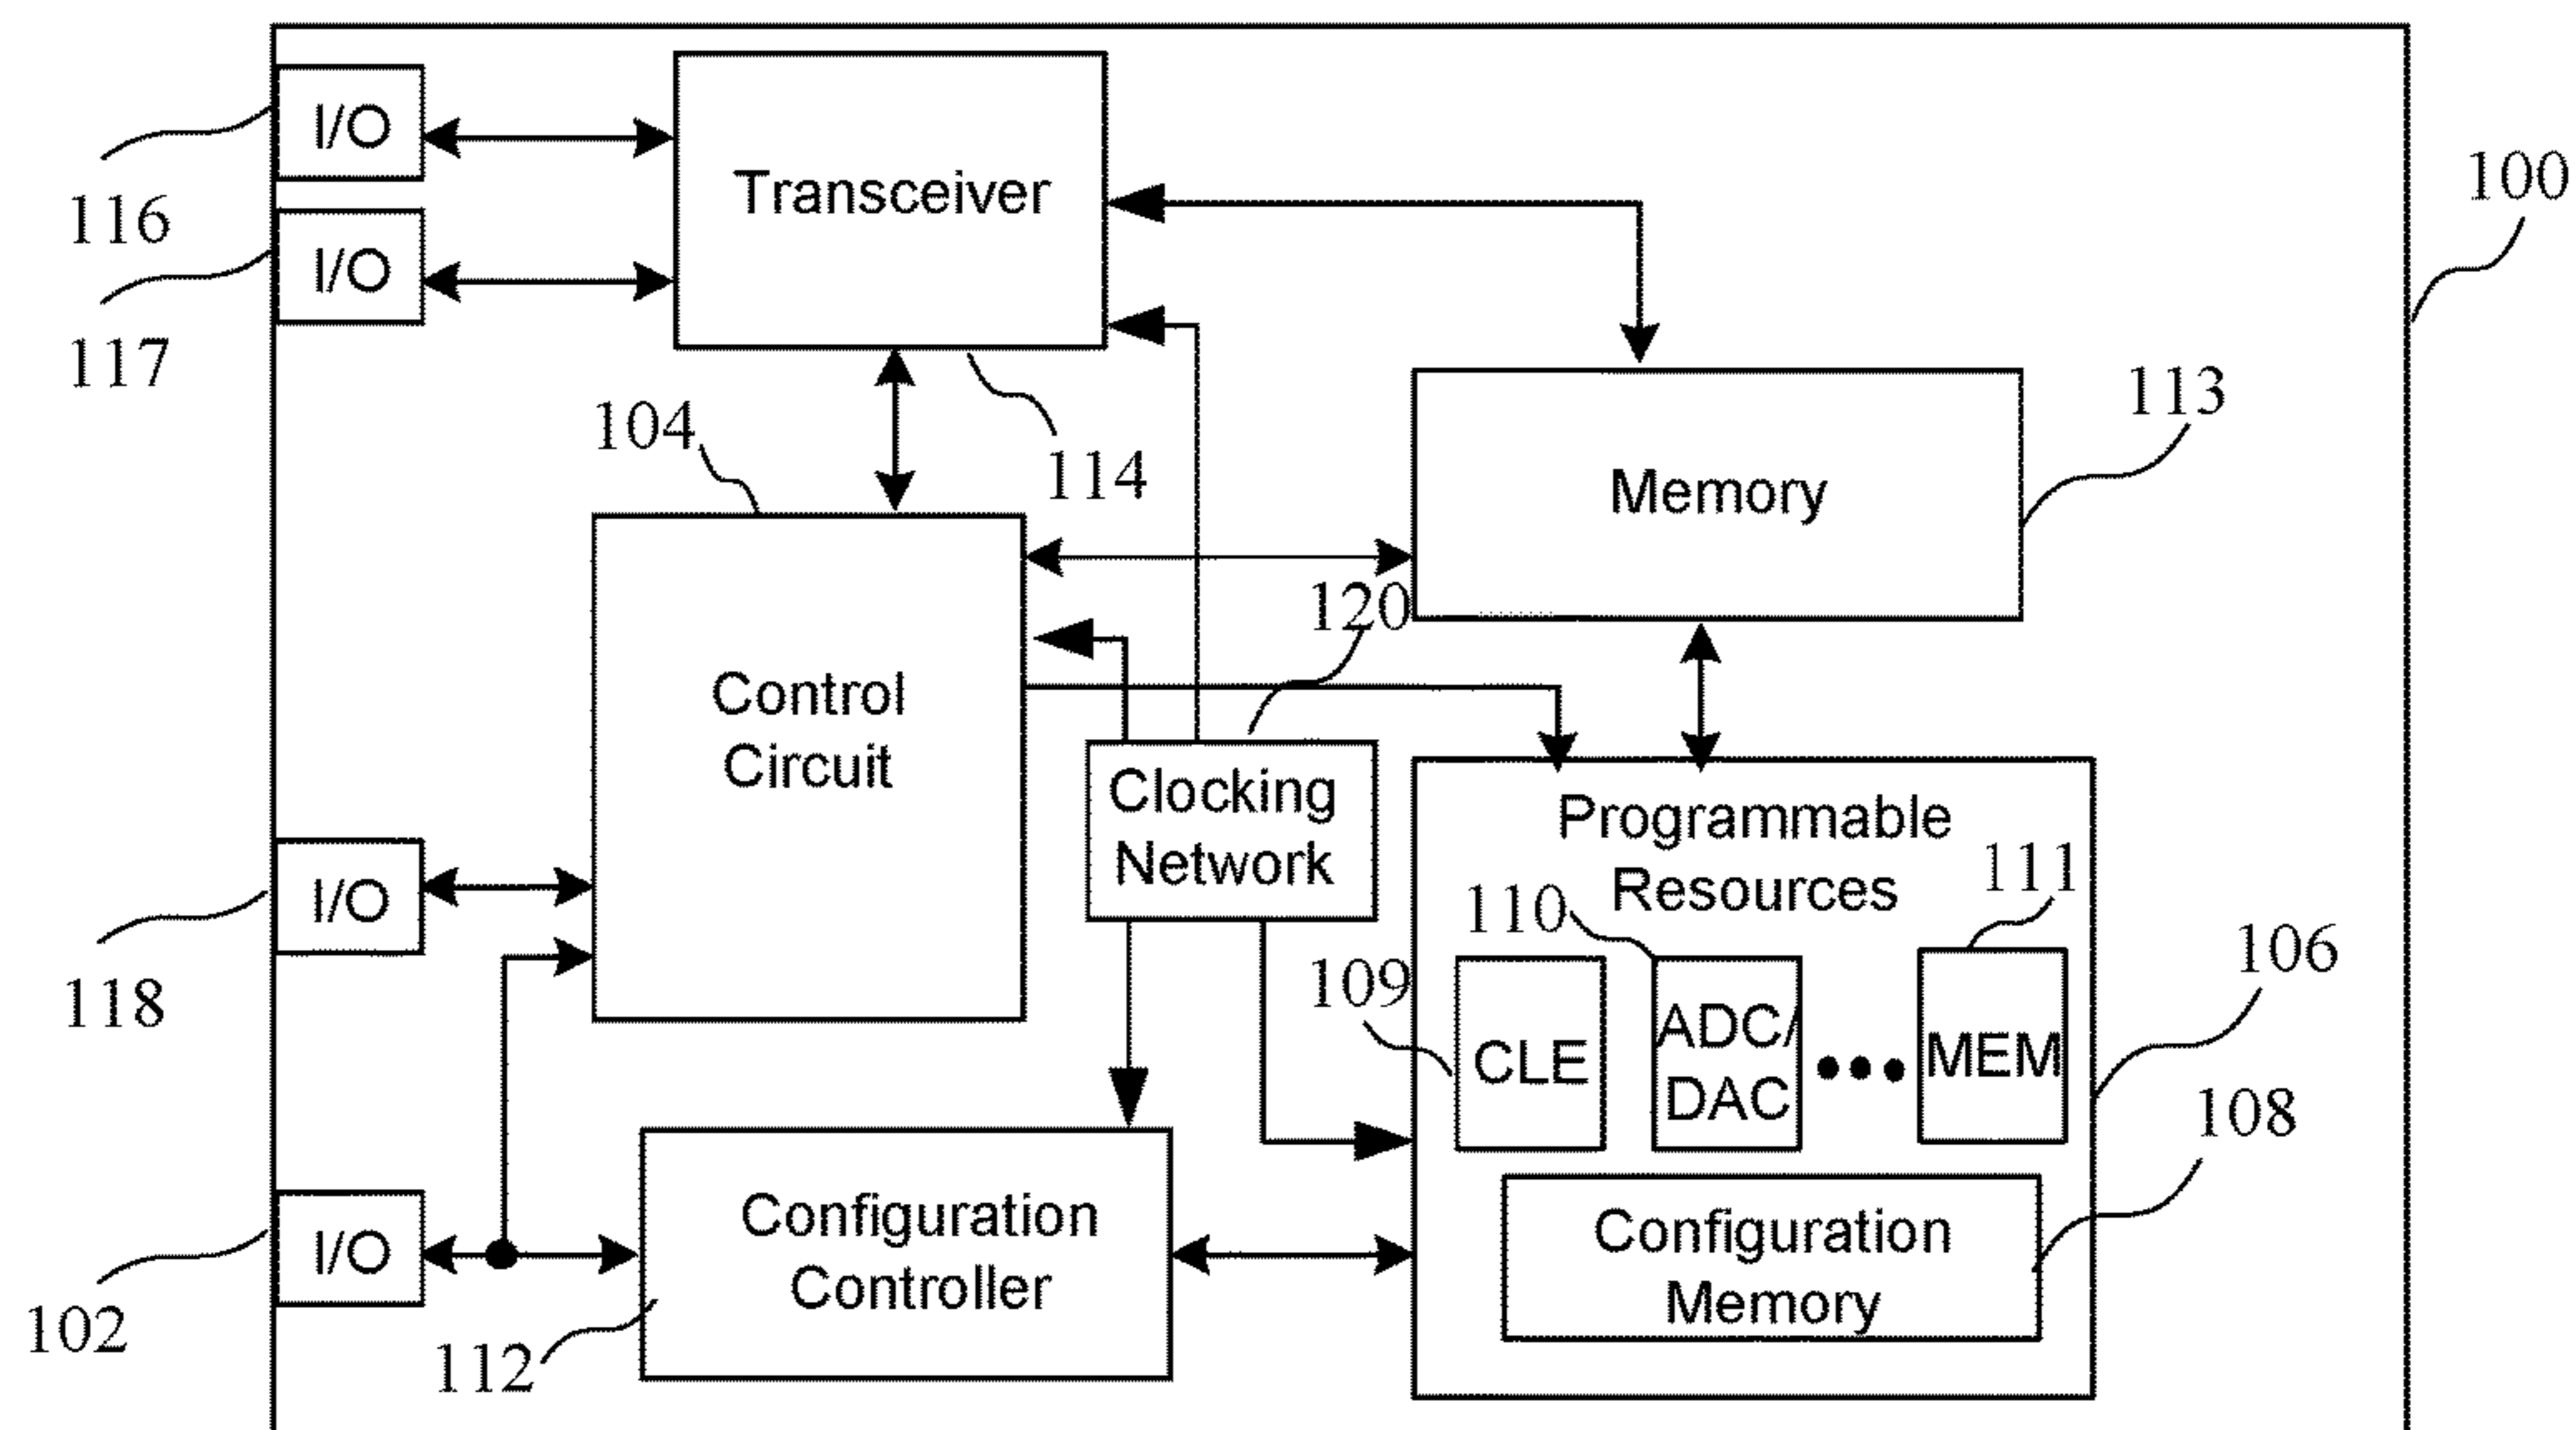 I/O
Transceiver
100
116
I/O
117
113
104
114
Memory
120
Control
Circuit
Clocking
Network
Programmable
Resources
111
110
I/O
106
109
118
CLE
ADC/
DAC
MEM
108
Configuration
Controller
Configuration
Memory
I/O
102
112